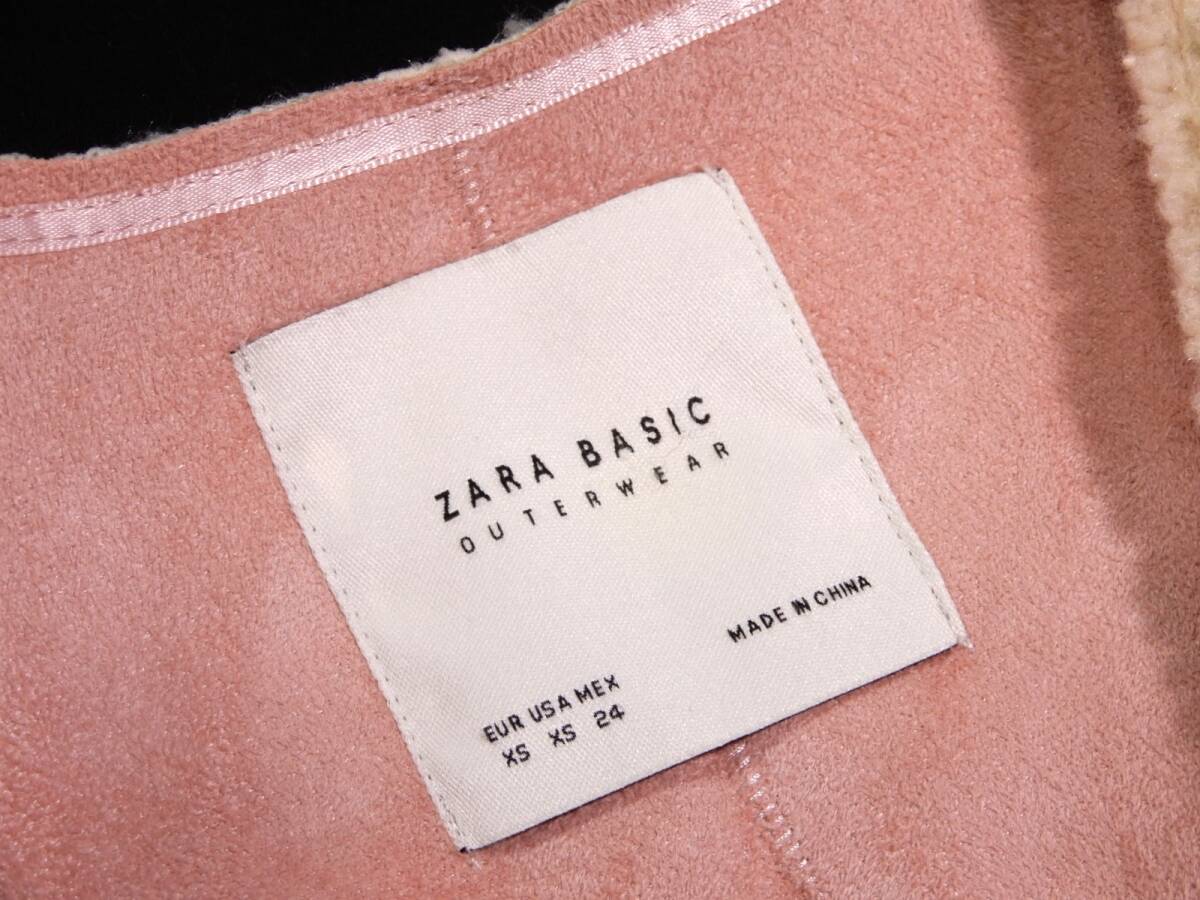 ZARA BASIC
OUTERWEAR
MADE IN CHINA
EUR USA MEX
XS XS 24